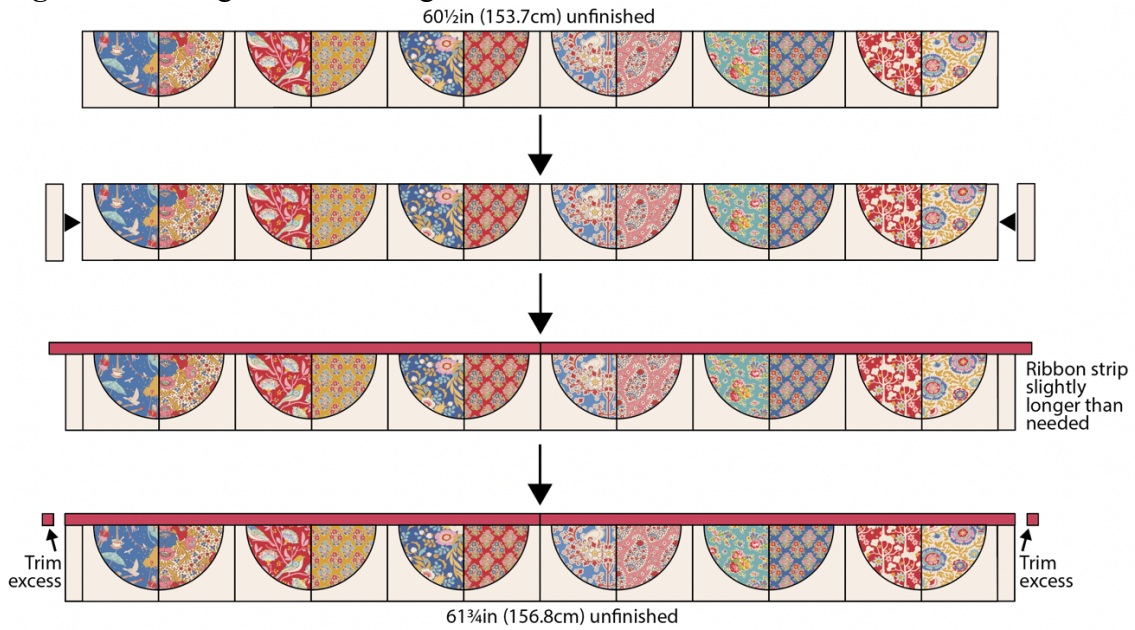 60½in (153.7cm) unfinished
Ribbon strip
slightly
longer than
needed
Trim
excess
Trim
excess
61¾in (156.8cm) unfinished